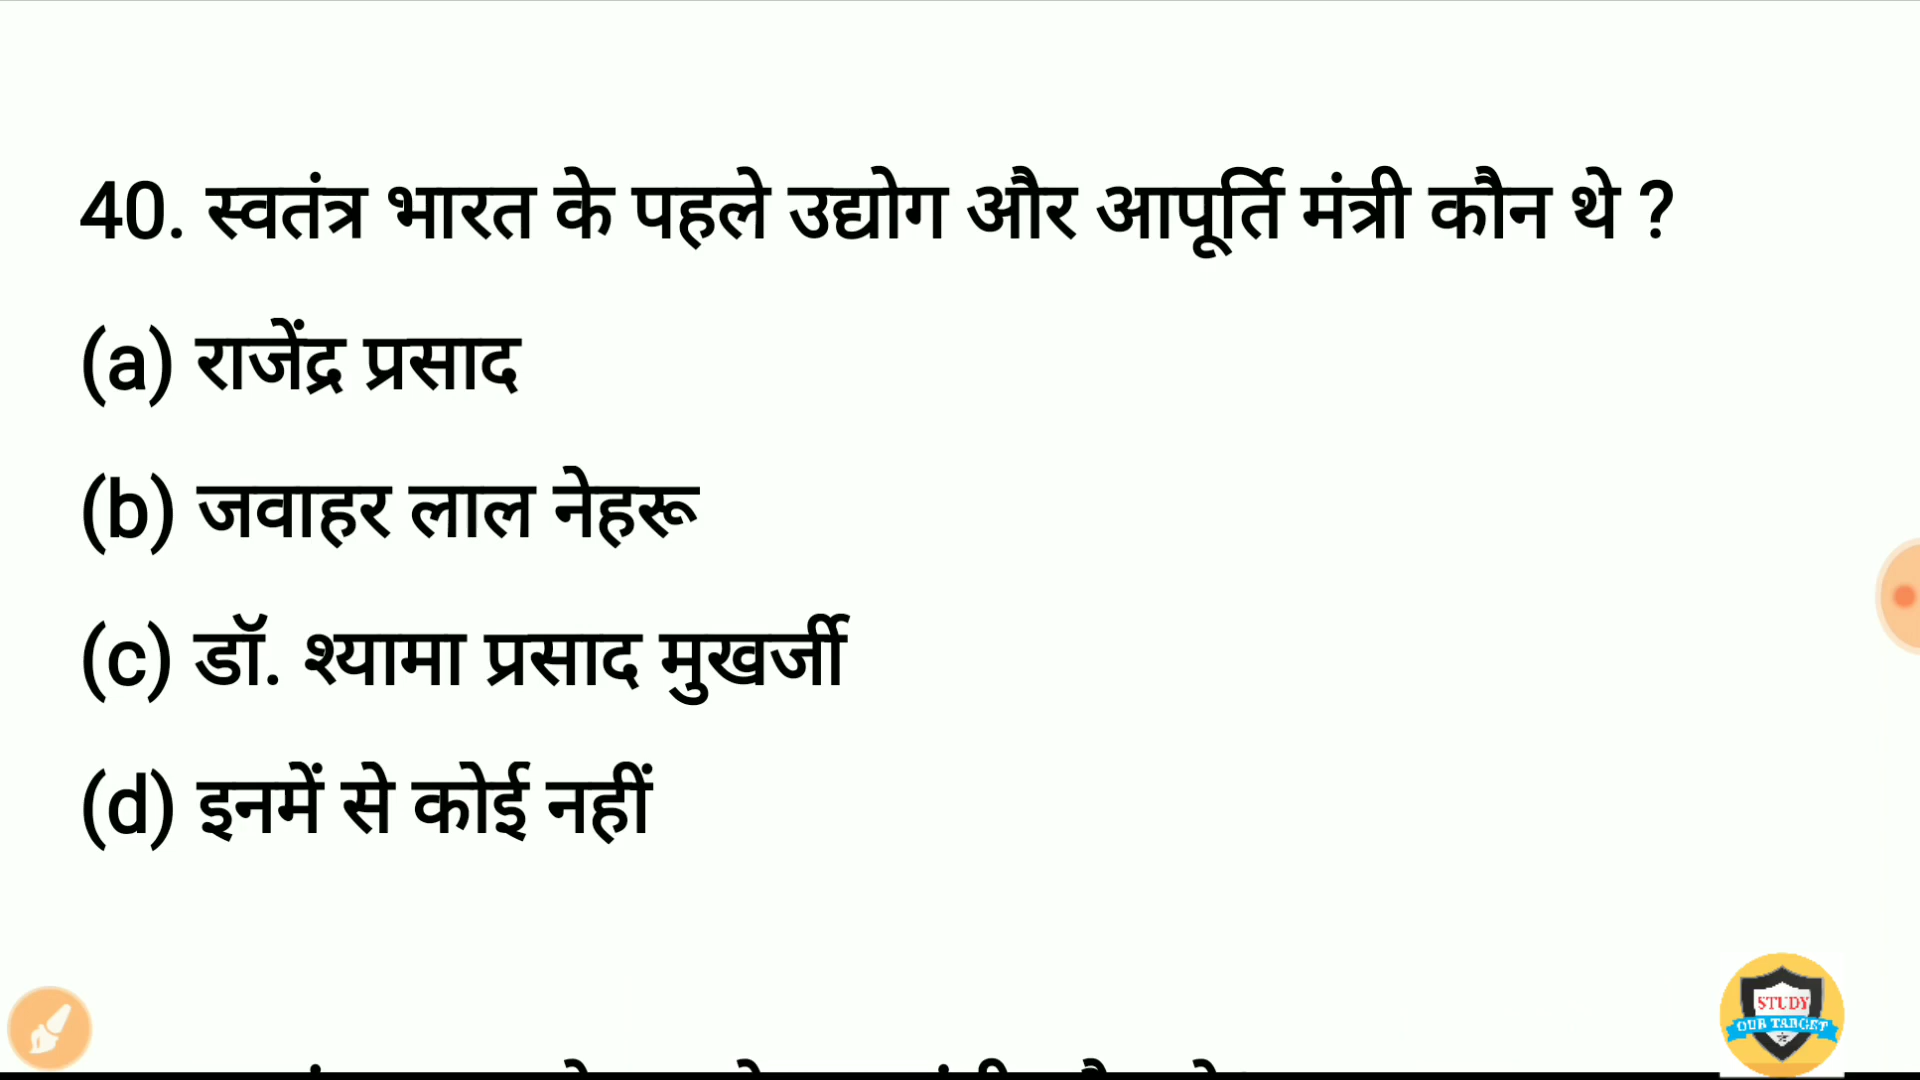 40. स्वतंत्र भारत के पहले उद्योग और आपूर्ति मंत्री कौन थे ?
(a) राजेंद्र प्रसाद
(b) जवाहर लाल नेहरू
(c) डॉ. श्यामा प्रसाद मुखर्जी
(d) इनमें से कोई नहीं
STUDY
OUR TARGET